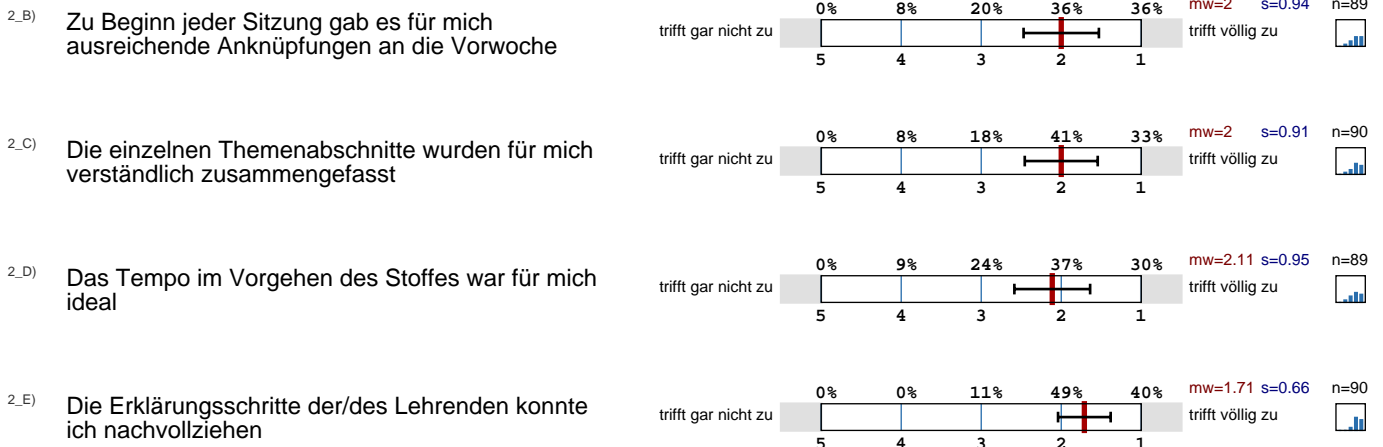 2_B) Zu Beginn jeder Sitzung gab es für mich
ausreichende Anknüpfungen an die Vorwoche
trifft gar nicht zu
0% 8% 20% 36% 36%
5 4 3 2 1
trifft völlig zu
mw=2 s=0.94 n=89
2_C) Die einzelnen Themenabschnitte wurden für mich
verständlich zusammengefasst
trifft gar nicht zu
0% 8% 18% 41% 33%
5 4 3 2 1
trifft völlig zu
mw=2 s=0.91 n=90
2_D) Das Tempo im Vorgehen des Stoffes war für mich
ideal
trifft gar nicht zu
0% 9% 24% 37% 30%
5 4 3 2 1
trifft völlig zu
mw=2.11 s=0.95 n=89
2_E) Die Erklärungsschritte der/des Lehrenden konnte
ich nachvollziehen
trifft gar nicht zu
0% 0% 11% 49% 40%
5 4 3 2 1
trifft völlig zu
mw=1.71 s=0.66 n=90